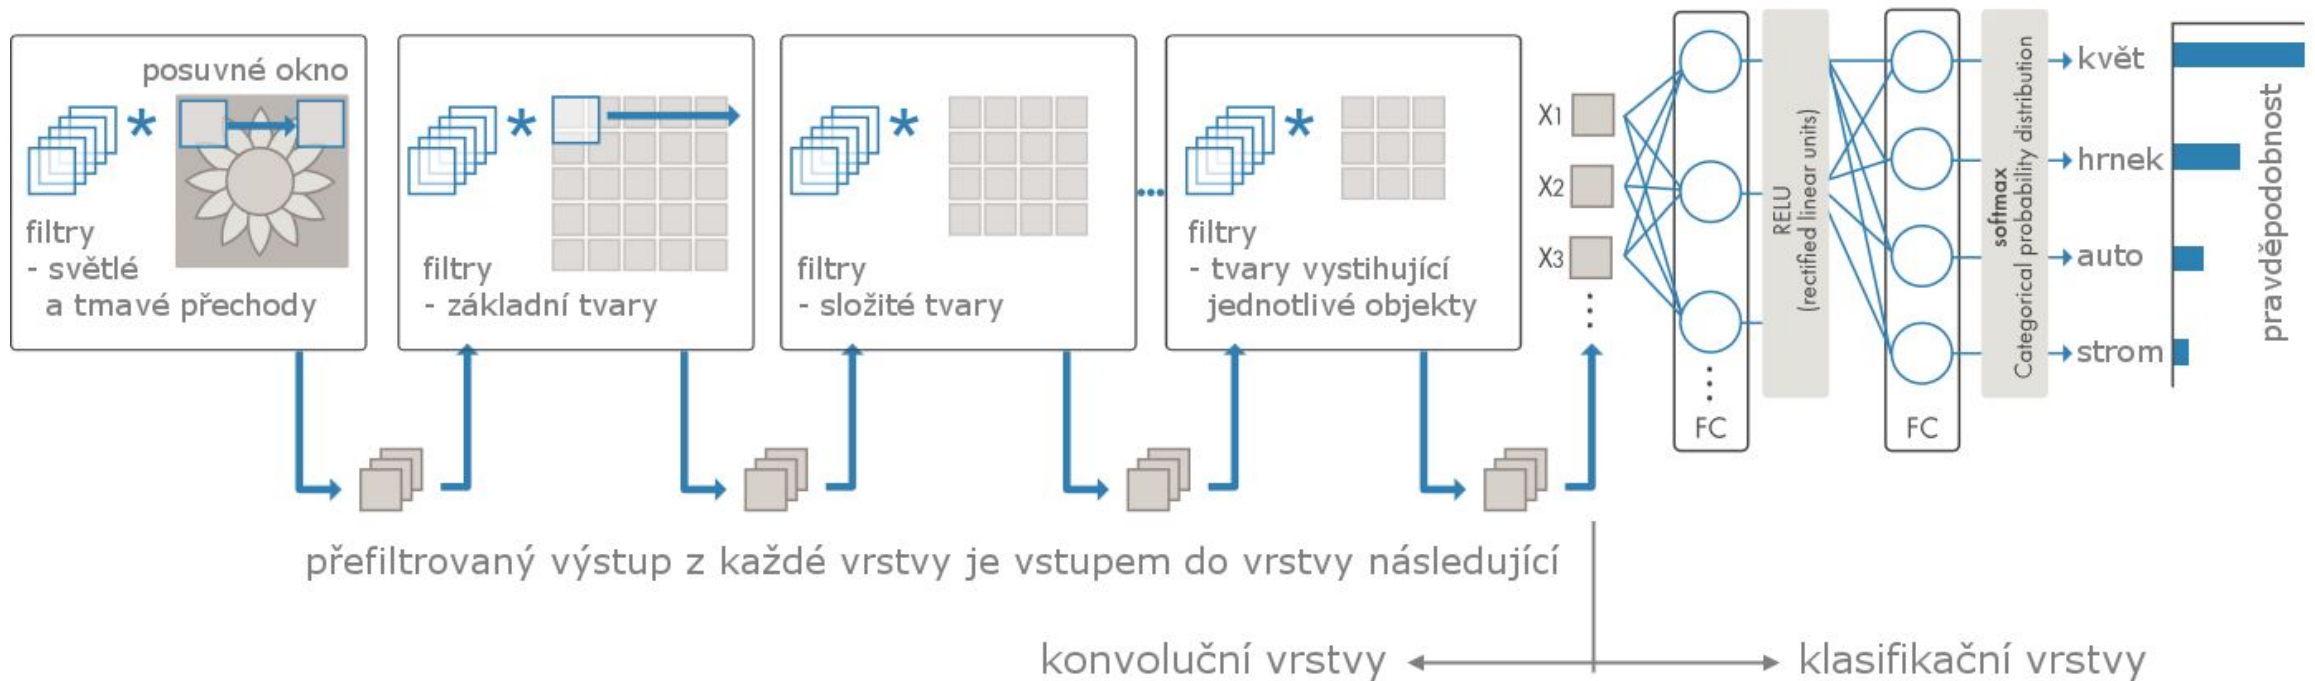 posuvné okno
*
filtry
- světlé
a tmavé přechody
*
filtry
- základní tvary
*
filtry
- složité tvary
...
*
filtry
- tvary vystihující
jednotlivé objekty
X1
X2
X3
FC
RELU
(rectified linear units)
FC
softmax
Categorical probability distribution
květ
hrnek
auto
strom
pravděpodobnost
přefiltrovaný výstup z každé vrstvy je vstupem do vrstvy následující
konvoluční vrstvy
klasifikační vrstvy